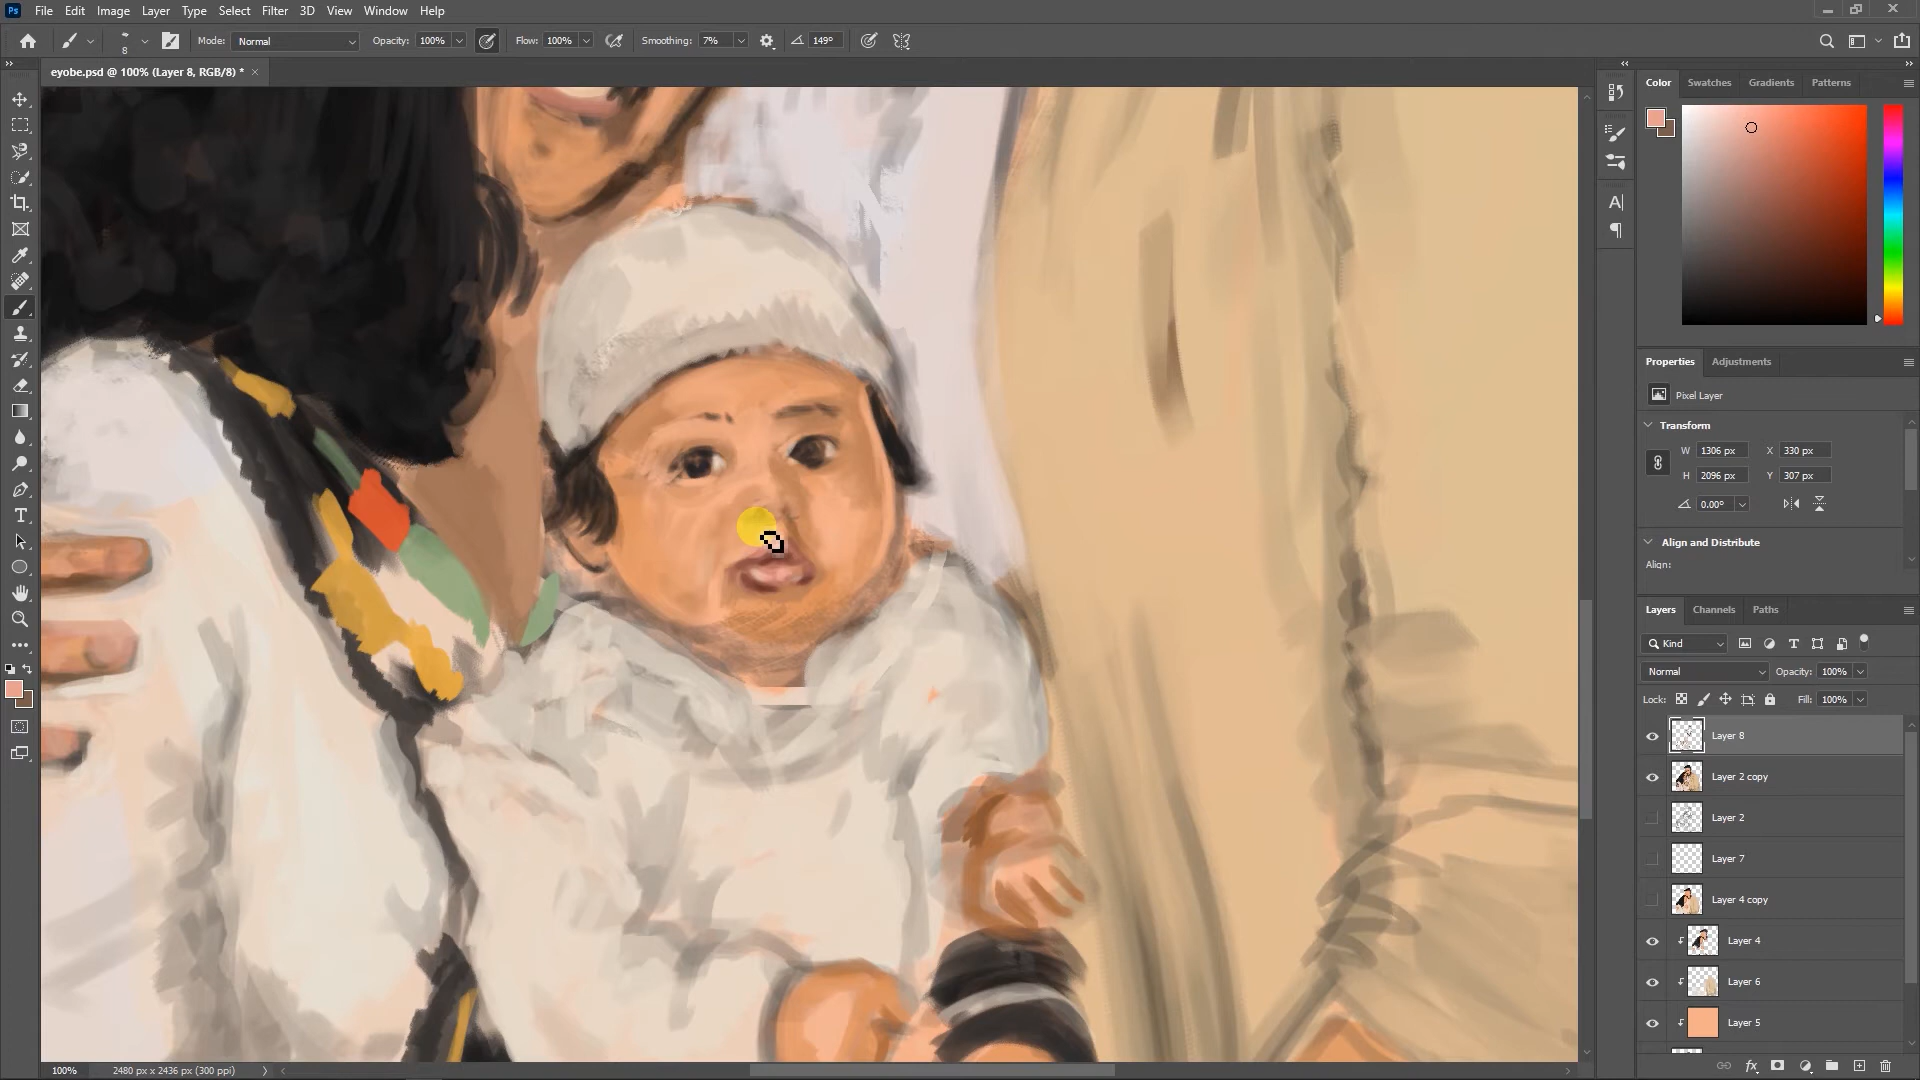 Ps File Edit Image Layer Type Select Filter 3D View Window Help
8 Mode: Normal Opacity: 100% Flow: 100% Smoothing: 7% 149°
eyobe.psd @ 100% (Layer 8, RGB/8) *
Color Swatches Gradients Patterns
Properties Adjustments
Pixel Layer
Transform
W 1306 px X 330 px
H 2096 px Y 307 px
0.00°
Align and Distribute
Align:
Layers Channels Paths
Kind
Normal Opacity: 100%
Lock: Fill: 100%
Layer 8
Layer 2 copy
Layer 2
Layer 7
Layer 4 copy
Layer 4
Layer 6
Layer 5
100% 2480 px x 2436 px (300 ppi)